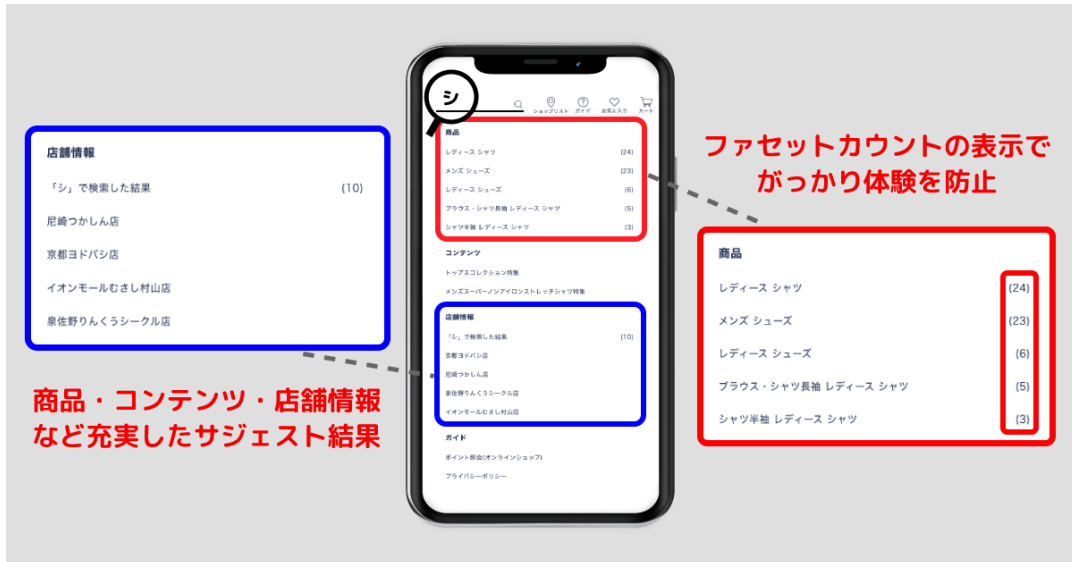 シ
ショップリスト ガイド お気に入り カート
商品
レディース シャツ (24)
メンズ シューズ (23)
レディース シューズ (6)
ブラウス・シャツ長袖 レディース シャツ (5)
シャツ半袖 レディース シャツ (3)
コンテンツ
トップスコレクション特集
メンズスーパーノンアイロンストレッチシャツ特集
店舗情報
「シ」で検索した結果 (10)
京都ヨドバシ店
尼崎つかしん店
泉佐野りんくうシークル店
イオンモールむさし村山店
ガイド
ポイント照会(オンラインショップ)
プライバシーポリシー
店舗情報
「シ」で検索した結果 (10)
尼崎つかしん店
京都ヨドバシ店
イオンモールむさし村山店
泉佐野りんくうシークル店
商品・コンテンツ・店舗情報
など充実したサジェスト結果
ファセットカウントの表示で
がっかり体験を防止
商品
レディース シャツ (24)
メンズ シューズ (23)
レディース シューズ (6)
ブラウス・シャツ長袖 レディース シャツ (5)
シャツ半袖 レディース シャツ (3)